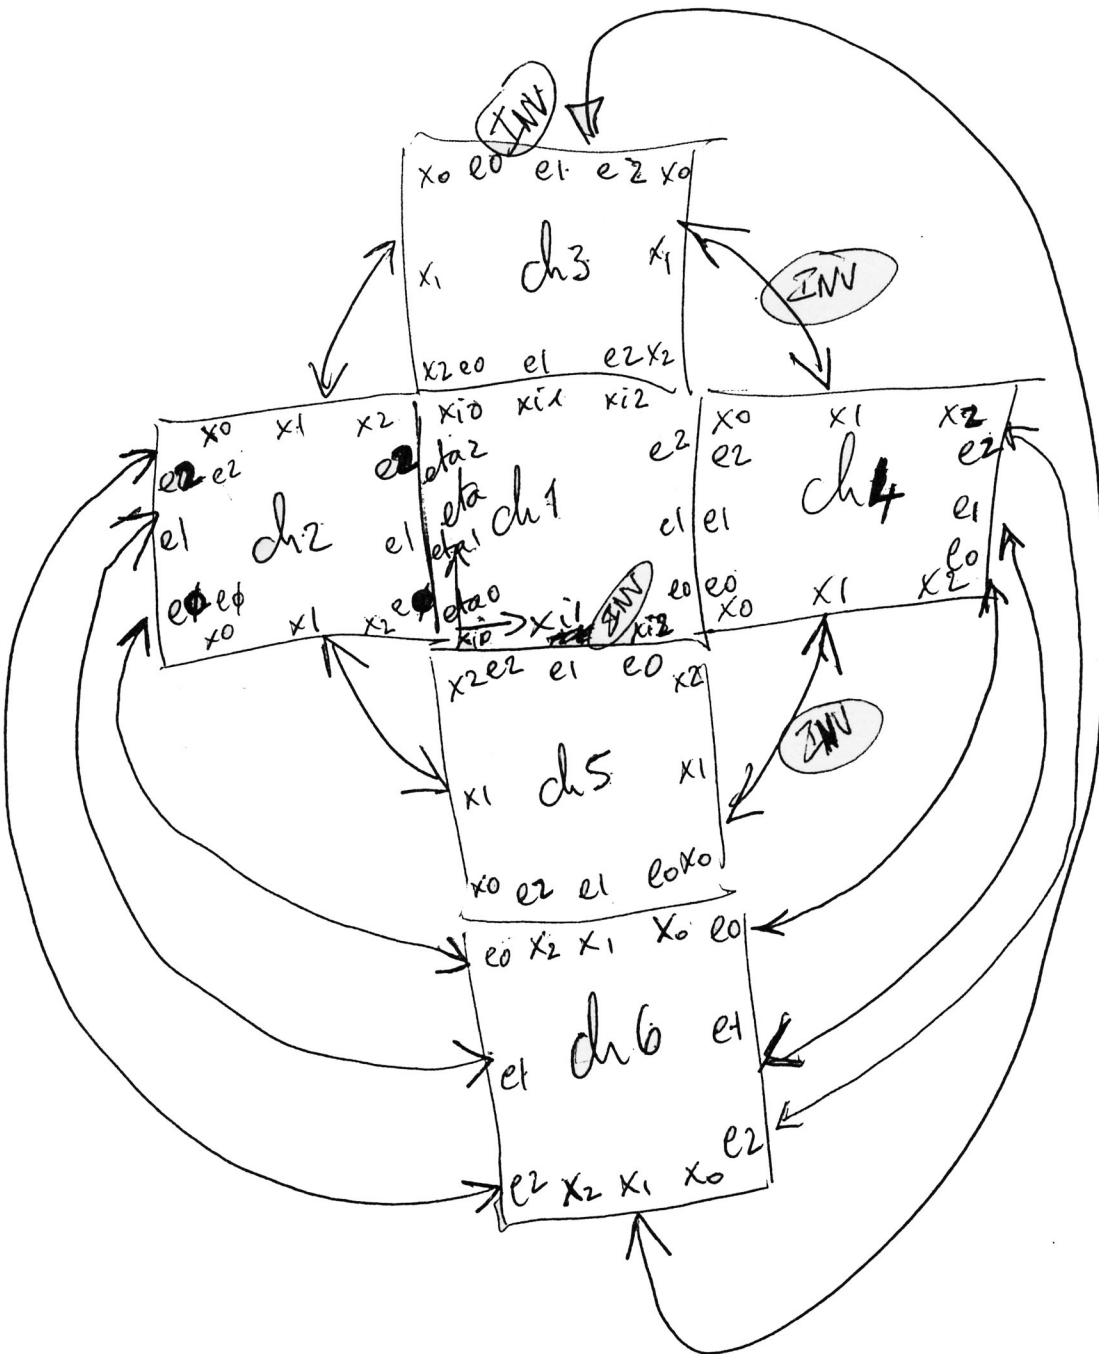 INV
x0 e0 e1 e2 x0
x1 ch3 x1
INV
x2 e0 e1 e2 x2
x0 x1 x2
xi0 xi1 xi2
x0 x1 x2
e2 e2 e2
eta2 e2
e2 e2
e1 ch2 e1
eta ch1
eta1 e1
e1 ch4 e1
e0 e0 e0
eta0 e0
e0 e0
x0 x1 x2
xi0 xi1 INV xi2
x0 x1 x2
x2 e2 e1 e0 x2
INV
x1 ch5 x1
x0 e2 e1 e0 x0
e0 x2 x1 x0 e0
e1 ch6 e1
e2 x2 x1 x0 e2